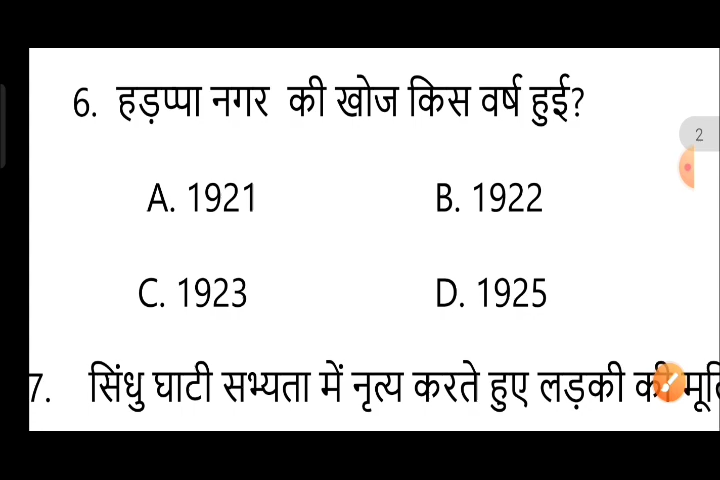 6. हड़प्पा नगर की खोज किस वर्ष हुई?
2
A. 1921 B. 1922
C. 1923 D. 1925
7. सिंधु घाटी सभ्यता में नृत्य करते हुए लड़की की